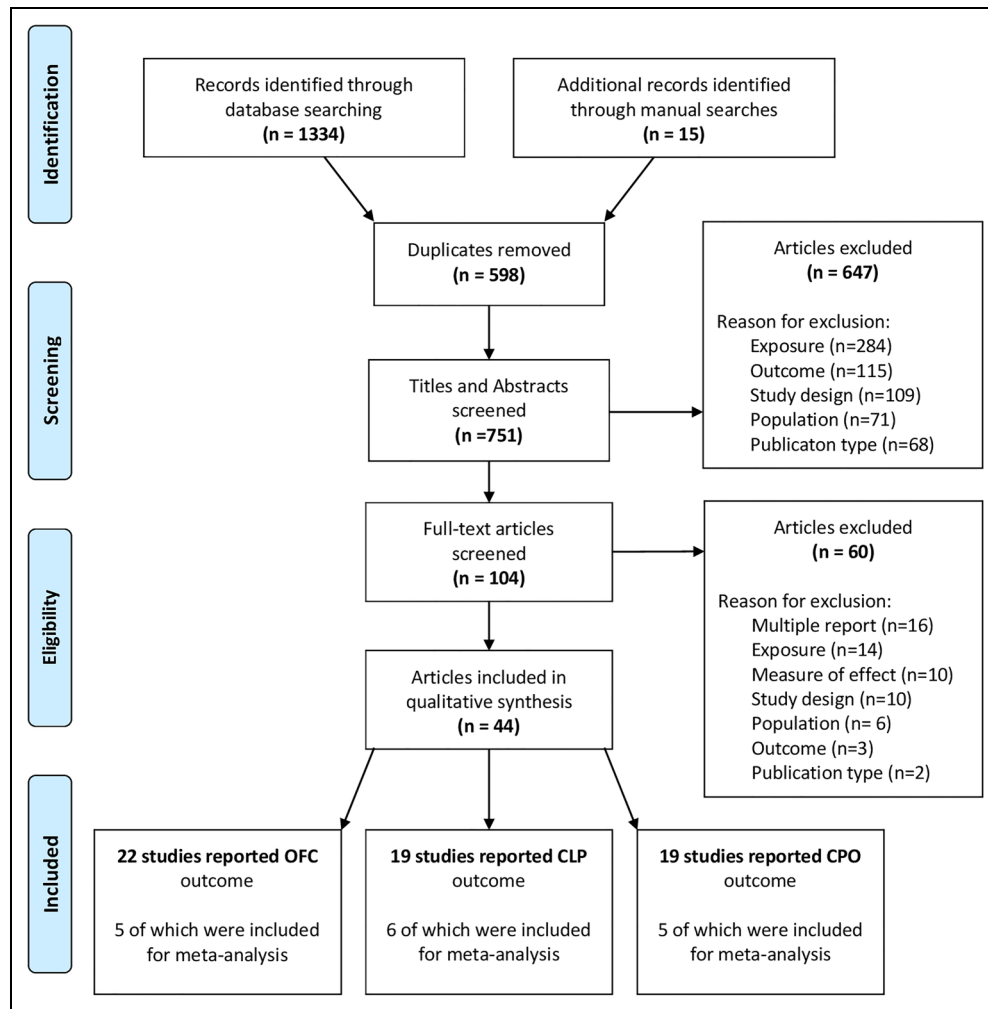 Identification
Records identified through
database searching
(n = 1334)
Additional records identified
through manual searches
(n = 15)
Duplicates removed
(n = 598)
Screening
Titles and Abstracts
screened
(n =751)
Articles excluded
(n = 647)
Reason for exclusion:
Exposure (n=284)
Outcome (n=115)
Study design (n=109)
Population (n=71)
Publicaton type (n=68)
Eligibility
Full-text articles
screened
(n = 104)
Articles excluded
(n = 60)
Reason for exclusion:
Multiple report (n=16)
Exposure (n=14)
Measure of effect (n=10)
Study design (n=10)
Population (n= 6)
Outcome (n=3)
Publication type (n=2)
Articles included in
qualitative synthesis
(n = 44)
Included
22 studies reported OFC
outcome
5 of which were included
for meta-analysis
19 studies reported CLP
outcome
6 of which were included
for meta-analysis
19 studies reported CPO
outcome
5 of which were included
for meta-analysis